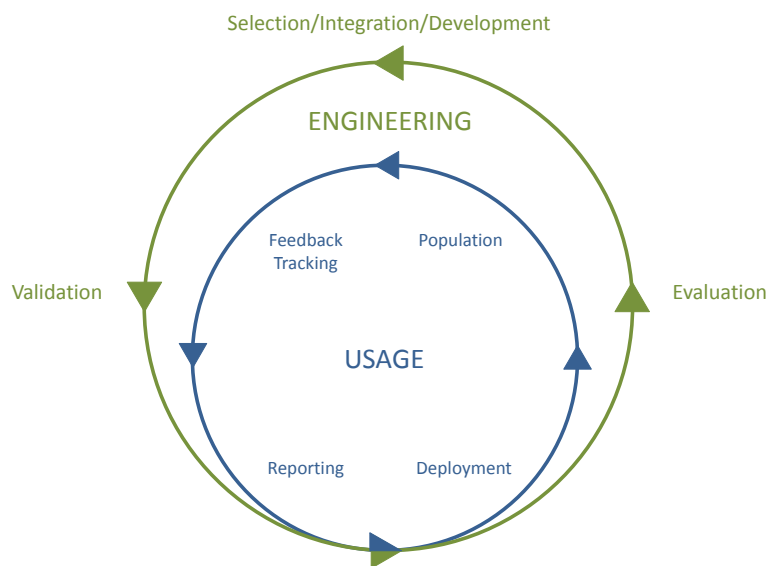 Selection/Integration/Development
ENGINEERING
Feedback
Tracking
Population
Validation
Evaluation
USAGE
Reporting
Deployment